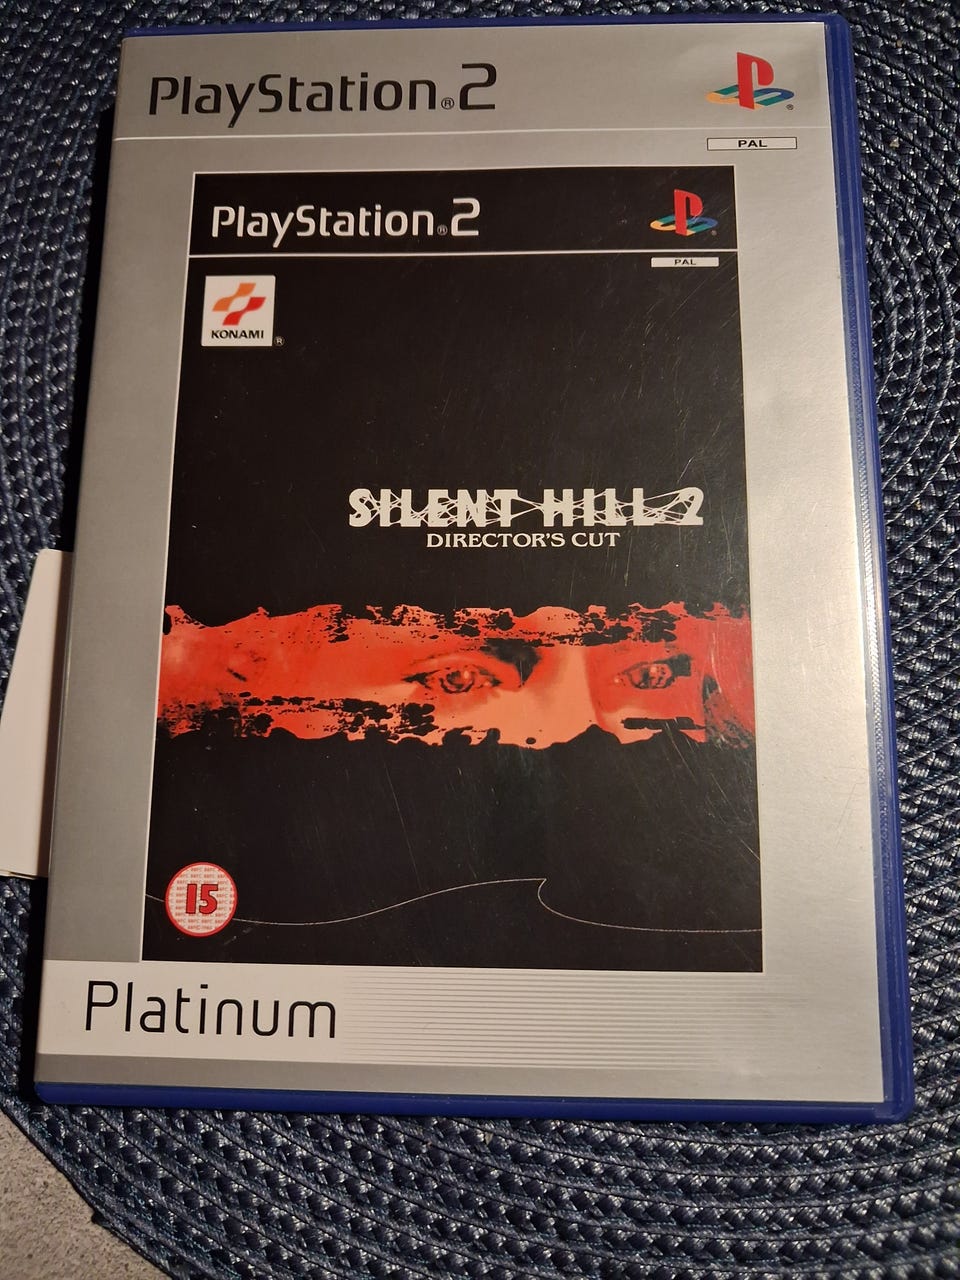 PlayStation®2
PAL
PlayStation®2
PAL
KONAMI®
SILENT HILL 2
DIRECTOR'S CUT
15
Platinum